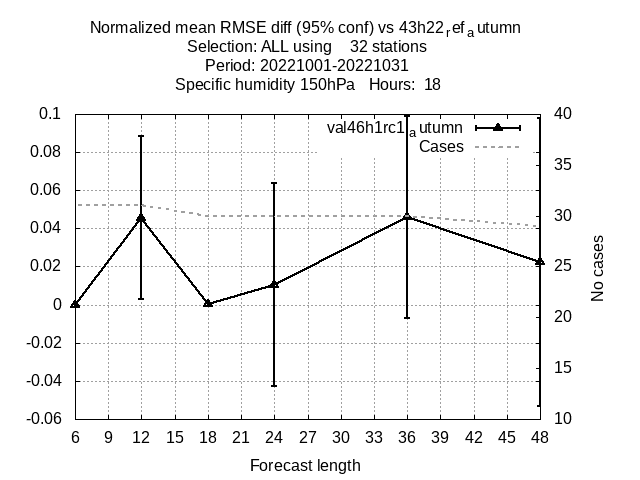 Normalized mean RMSE diff (95% conf) vs 43h22refautumn
Selection: ALL using 32 stations
Period: 20221001-20221031
Specific humidity 150hPa Hours: 18
val46h1rc1autumn
Cases
0.1
0.08
0.06
0.04
0.02
0
-0.02
-0.04
-0.06
40
35
30
25
20
15
10
No cases
6 9 12 15 18 21 24 27 30 33 36 39 42 45 48
Forecast length